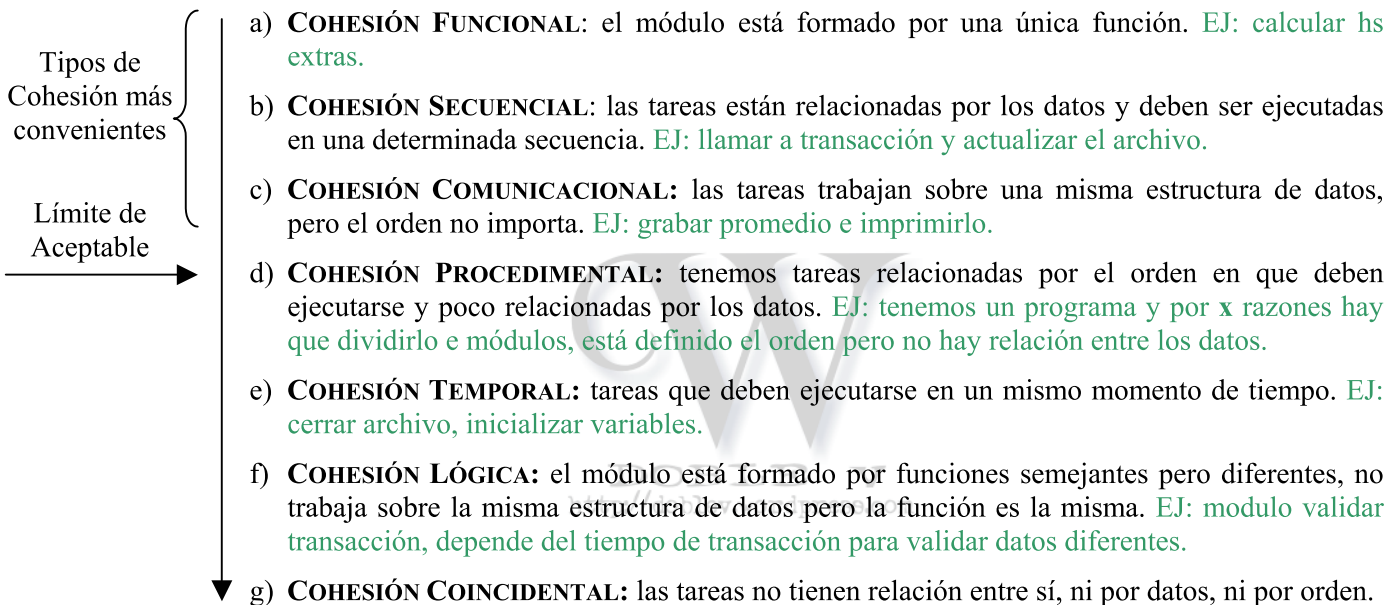 Tipos de
Cohesión más
convenientes
Límite de
Aceptable
a) COHESIÓN FUNCIONAL: el módulo está formado por una única función. EJ: calcular hs
extras.
b) COHESIÓN SECUENCIAL: las tareas están relacionadas por los datos y deben ser ejecutadas
en una determinada secuencia. EJ: llamar a transacción y actualizar el archivo.
c) COHESIÓN COMUNICACIONAL: las tareas trabajan sobre una misma estructura de datos,
pero el orden no importa. EJ: grabar promedio e imprimirlo.
d) COHESIÓN PROCEDIMENTAL: tenemos tareas relacionadas por el orden en que deben
ejecutarse y poco relacionadas por los datos. EJ: tenemos un programa y por x razones hay
que dividirlo e módulos, está definido el orden pero no hay relación entre los datos.
e) COHESIÓN TEMPORAL: tareas que deben ejecutarse en un mismo momento de tiempo. EJ:
cerrar archivo, inicializar variables.
f) COHESIÓN LÓGICA: el módulo está formado por funciones semejantes pero diferentes, no
trabaja sobre la misma estructura de datos pero la función es la misma. EJ: modulo validar
transacción, depende del tiempo de transacción para validar datos diferentes.
g) COHESIÓN COINCIDENTAL: las tareas no tienen relación entre sí, ni por datos, ni por orden.
W